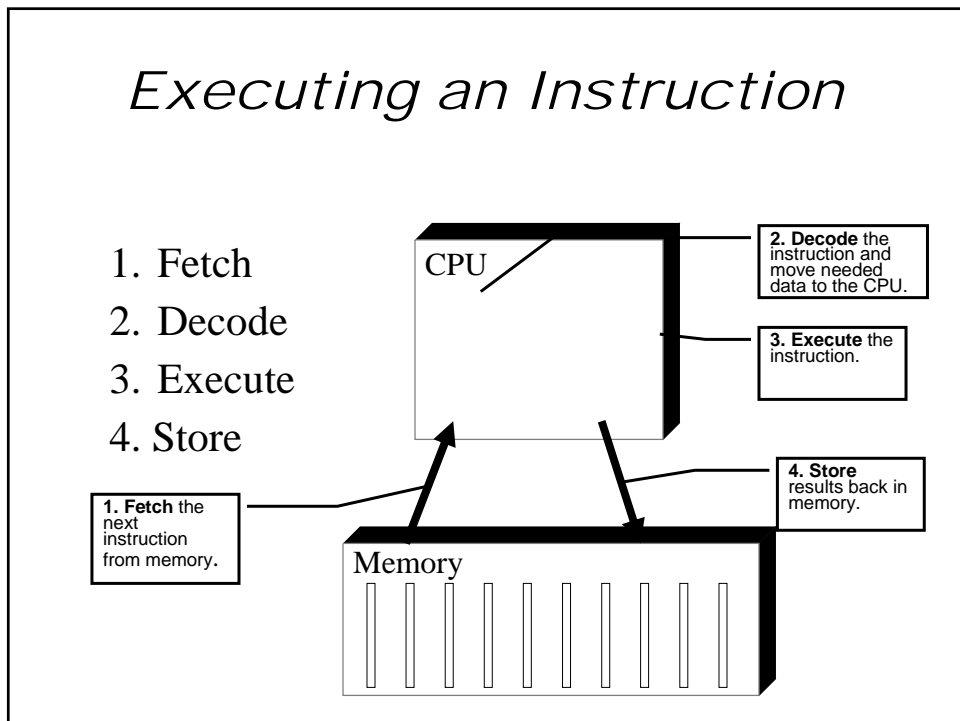 Executing an Instruction
1. Fetch
2. Decode
3. Execute
4. Store
CPU
2. Decode the
instruction and
move needed
data to the CPU.
3. Execute the
instruction.
4. Store
results back in
memory.
1. Fetch the
next
instruction
from memory.
Memory